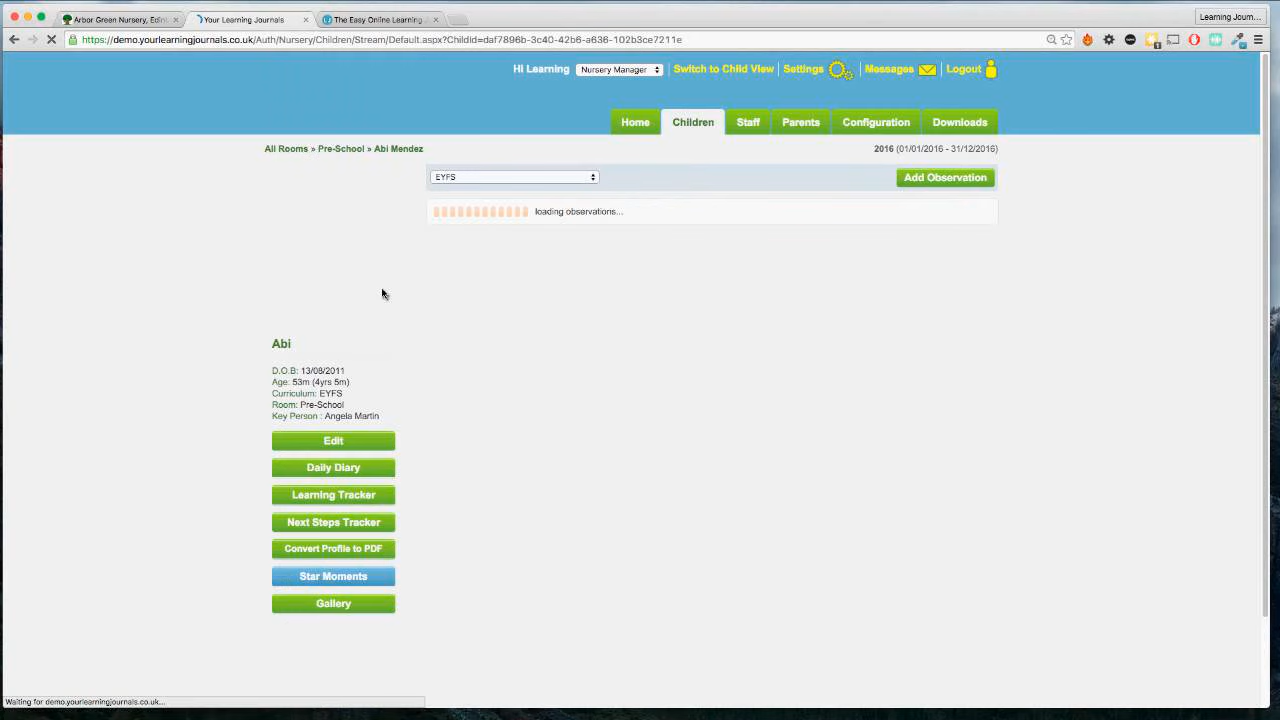 Arbor Green Nursery, Edin
Your Learning Journals
The Easy Online Learning J
Learning Journ...
https://demo.yourlearningjournals.co.uk/Auth/Nursery/Children/Stream/Default.aspx?ChildId=daf7896b-3c40-42b6-a636-102b3ce7211e
Hi Learning Nursery Manager Switch to Child View Settings Messages Logout
Home Children Staff Parents Configuration Downloads
All Rooms » Pre-School » Abi Mendez
2016 (01/01/2016 - 31/12/2016)
EYFS
Add Observation
loading observations...
Abi
D.O.B: 13/08/2011
Age: 53m (4yrs 5m)
Curriculum: EYFS
Room: Pre-School
Key Person : Angela Martin
Edit
Daily Diary
Learning Tracker
Next Steps Tracker
Convert Profile to PDF
Star Moments
Gallery
Waiting for demo.yourlearningjournals.co.uk...